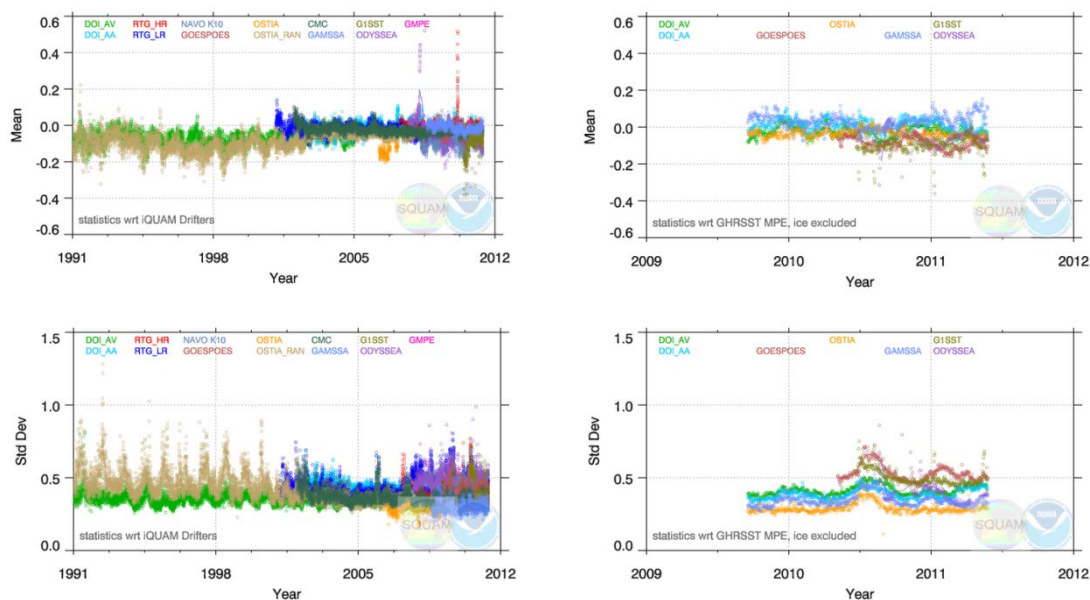 0.6
DOI_AV RTG_HR NAVO K10 OSTIA CMC G1SST GMPE
DOI_AA RTG_LR GOESPOES OSTIA_RAN GAMSSA ODYSSEA
0.4
0.2
0.0
-0.2
-0.4
-0.6
Mean
statistics wrt iQUAM Drifters
SQUAM
1991 1998 2005 2012
Year
0.6
DOI_AV OSTIA G1SST
DOI_AA GOESPOES GAMSSA ODYSSEA
0.4
0.2
0.0
-0.2
-0.4
-0.6
Mean
statistics wrt GHRSST MPE, ice excluded
SQUAM
2009 2010 2011 2012
Year
1.5
DOI_AV RTG_HR NAVO K10 OSTIA CMC G1SST GMPE
DOI_AA RTG_LR GOESPOES OSTIA_RAN GAMSSA ODYSSEA
1.0
0.5
0.0
Std Dev
statistics wrt iQUAM Drifters
SQUAM
1991 1998 2005 2012
Year
1.5
DOI_AV OSTIA G1SST
DOI_AA GOESPOES GAMSSA ODYSSEA
1.0
0.5
0.0
Std Dev
statistics wrt GHRSST MPE, ice excluded
SQUAM
2009 2010 2011 2012
Year